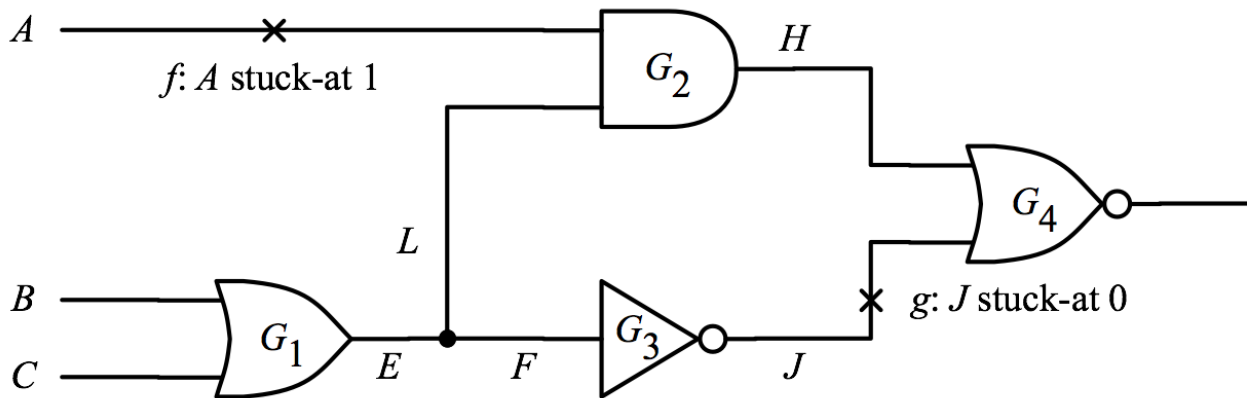 A
f: A stuck-at 1
G2
H
G4
L
B
C
G1
E
F
G3
J
g: J stuck-at 0